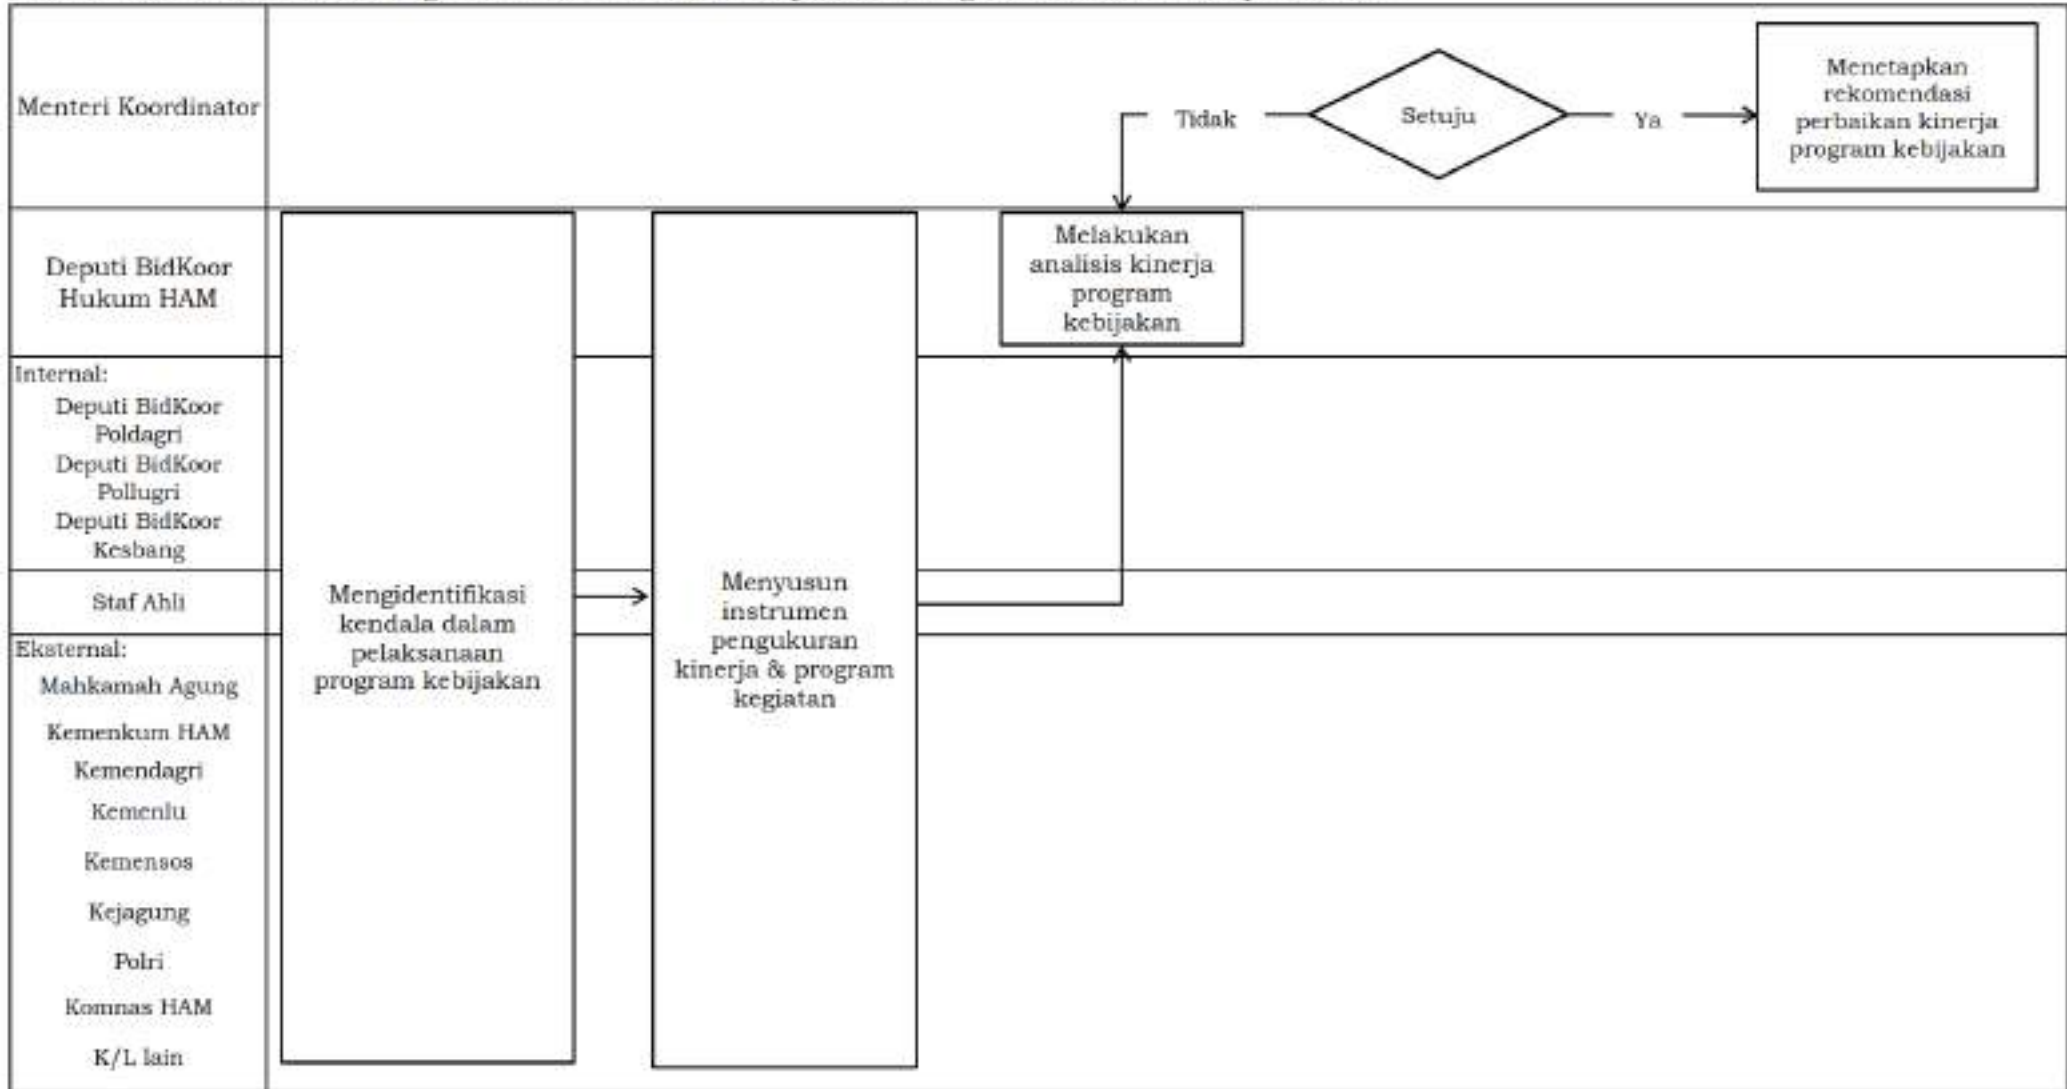 Menteri Koordinator
Tidak
Setuju
Ya
Menetapkan
rekomendasi
perbaikan kinerja
program kebijakan
Deputi BidKoor
Hukum HAM
Melakukan
analisis kinerja
program
kebijakan
Internal:
Deputi BidKoor
Poldagri
Deputi BidKoor
Pollugri
Deputi BidKoor
Kesbang
Staf Ahli
Mengidentifikasi
kendala dalam
pelaksanaan
program kebijakan
Menyusun
instrumen
pengukuran
kinerja & program
kegiatan
Eksternal:
Mahkamah Agung
Kemenkum HAM
Kemendagri
Kemenlu
Kemensos
Kejagung
Polri
Komnas HAM
K/L lain